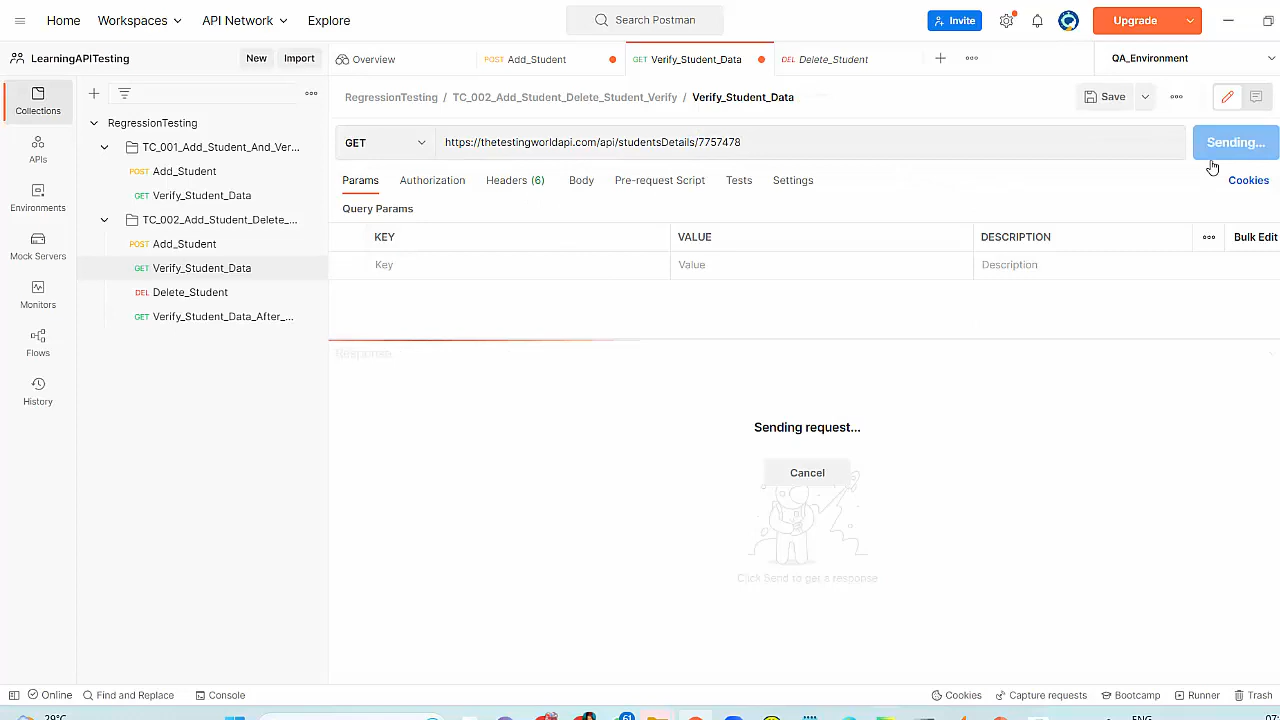 Home Workspaces API Network Explore Search Postman Invite Upgrade
LearningAPITesting New Import Overview POST Add_Student GET Verify_Student_Data DEL Delete_Student QA_Environment
Collections
RegressionTesting / TC_002_Add_Student_Delete_Student_Verify / Verify_Student_Data Save
RegressionTesting
GET https://thetestingworldapi.com/api/studentsDetails/7757478 Sending...
TC_001_Add_Student_And_Ver...
APIs
POST Add_Student
Params Authorization Headers (6) Body Pre-request Script Tests Settings Cookies
GET Verify_Student_Data
Environments
Query Params
TC_002_Add_Student_Delete_...
KEY VALUE DESCRIPTION Bulk Edit
POST Add_Student
Mock Servers
Key Value Description
GET Verify_Student_Data
DEL Delete_Student
Monitors
GET Verify_Student_Data_After_...
Flows
Response
History
Sending request...
Cancel
Click Send to get a response
Online Find and Replace Console Cookies Capture requests Bootcamp Runner Trash